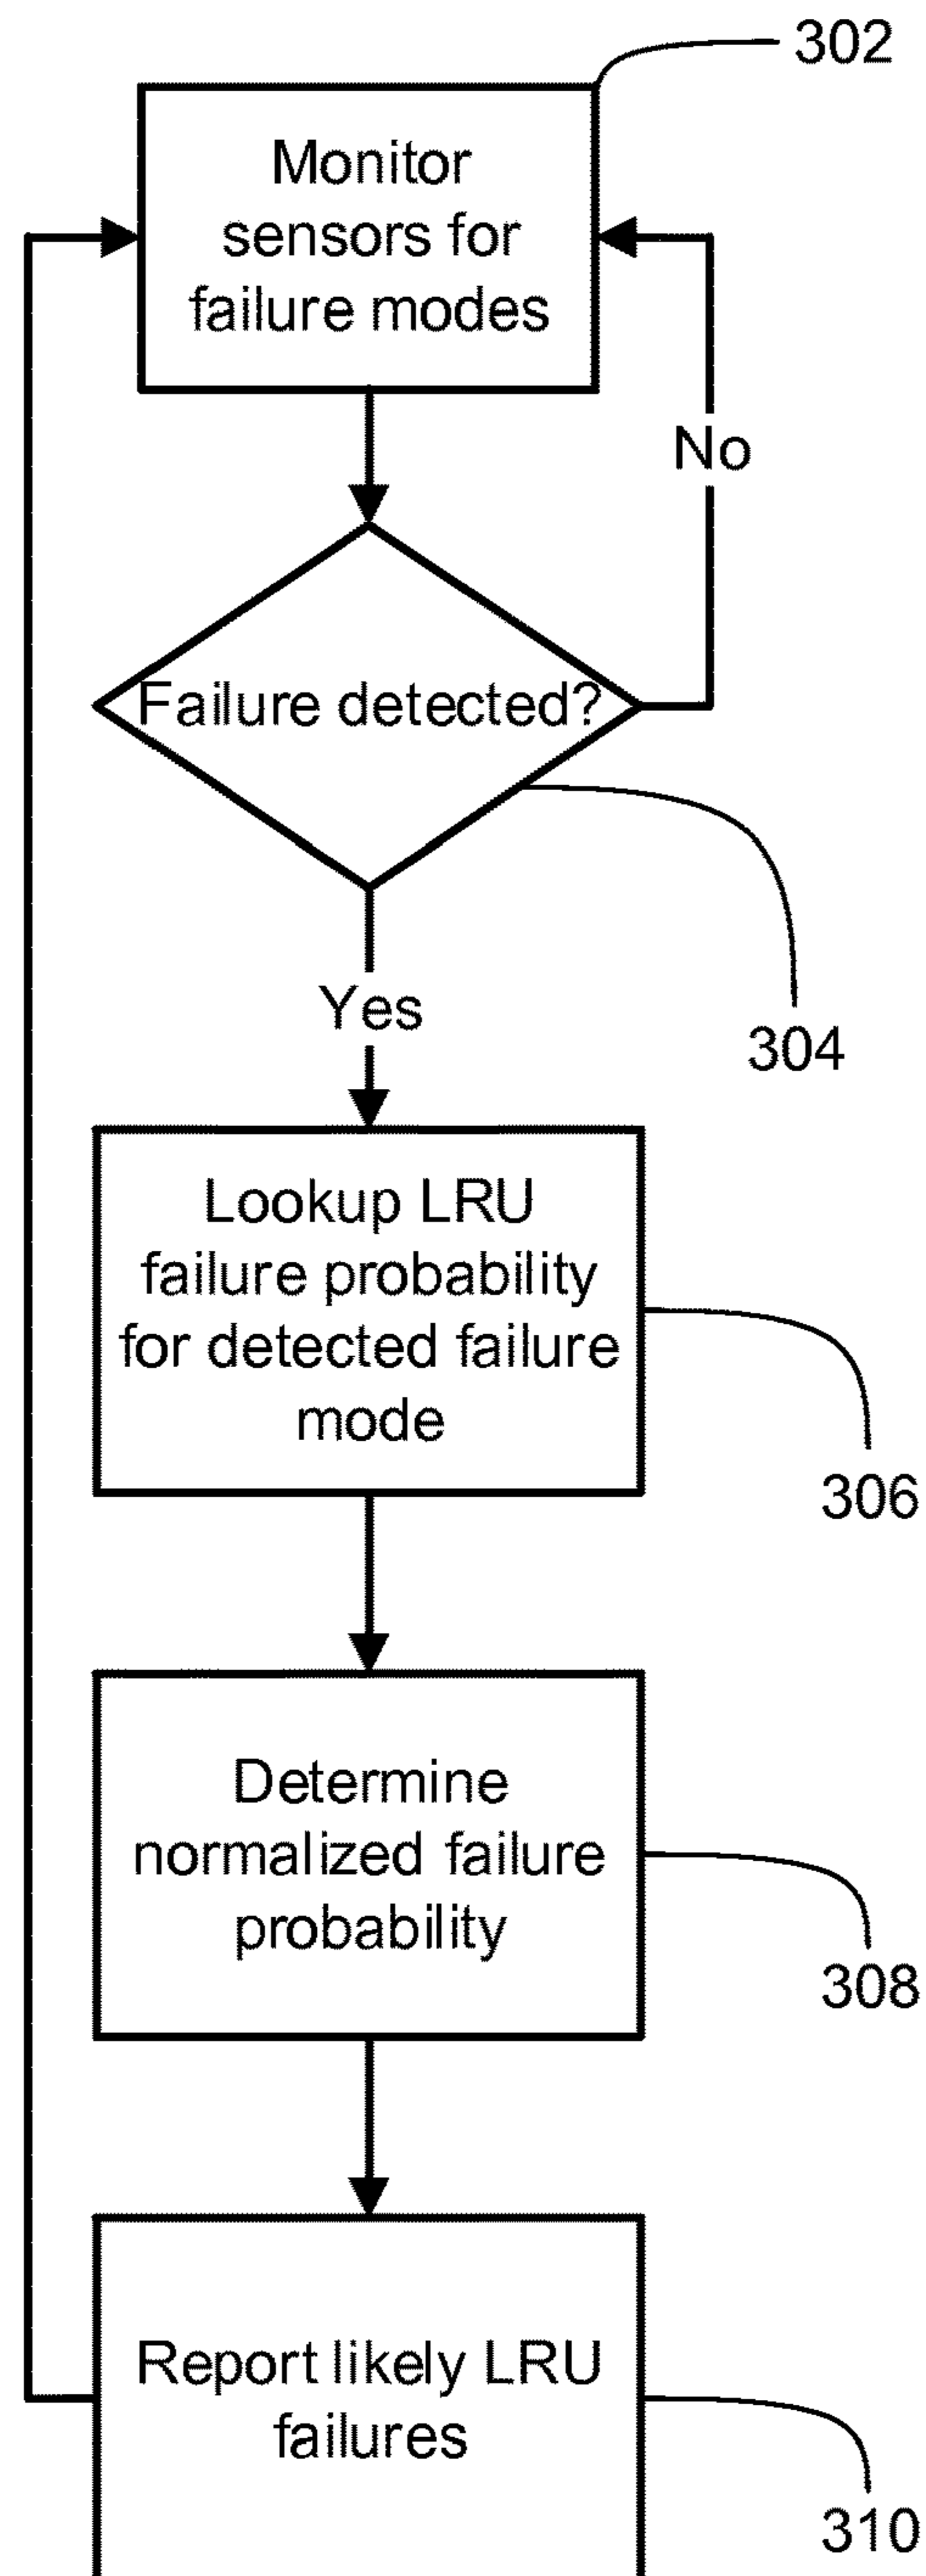 302
Monitor
sensors for
failure modes
No
Failure detected?
Yes
304
Lookup LRU
failure probability
for detected failure
mode
306
Determine
normalized failure
probability
308
Report likely LRU
failures
310